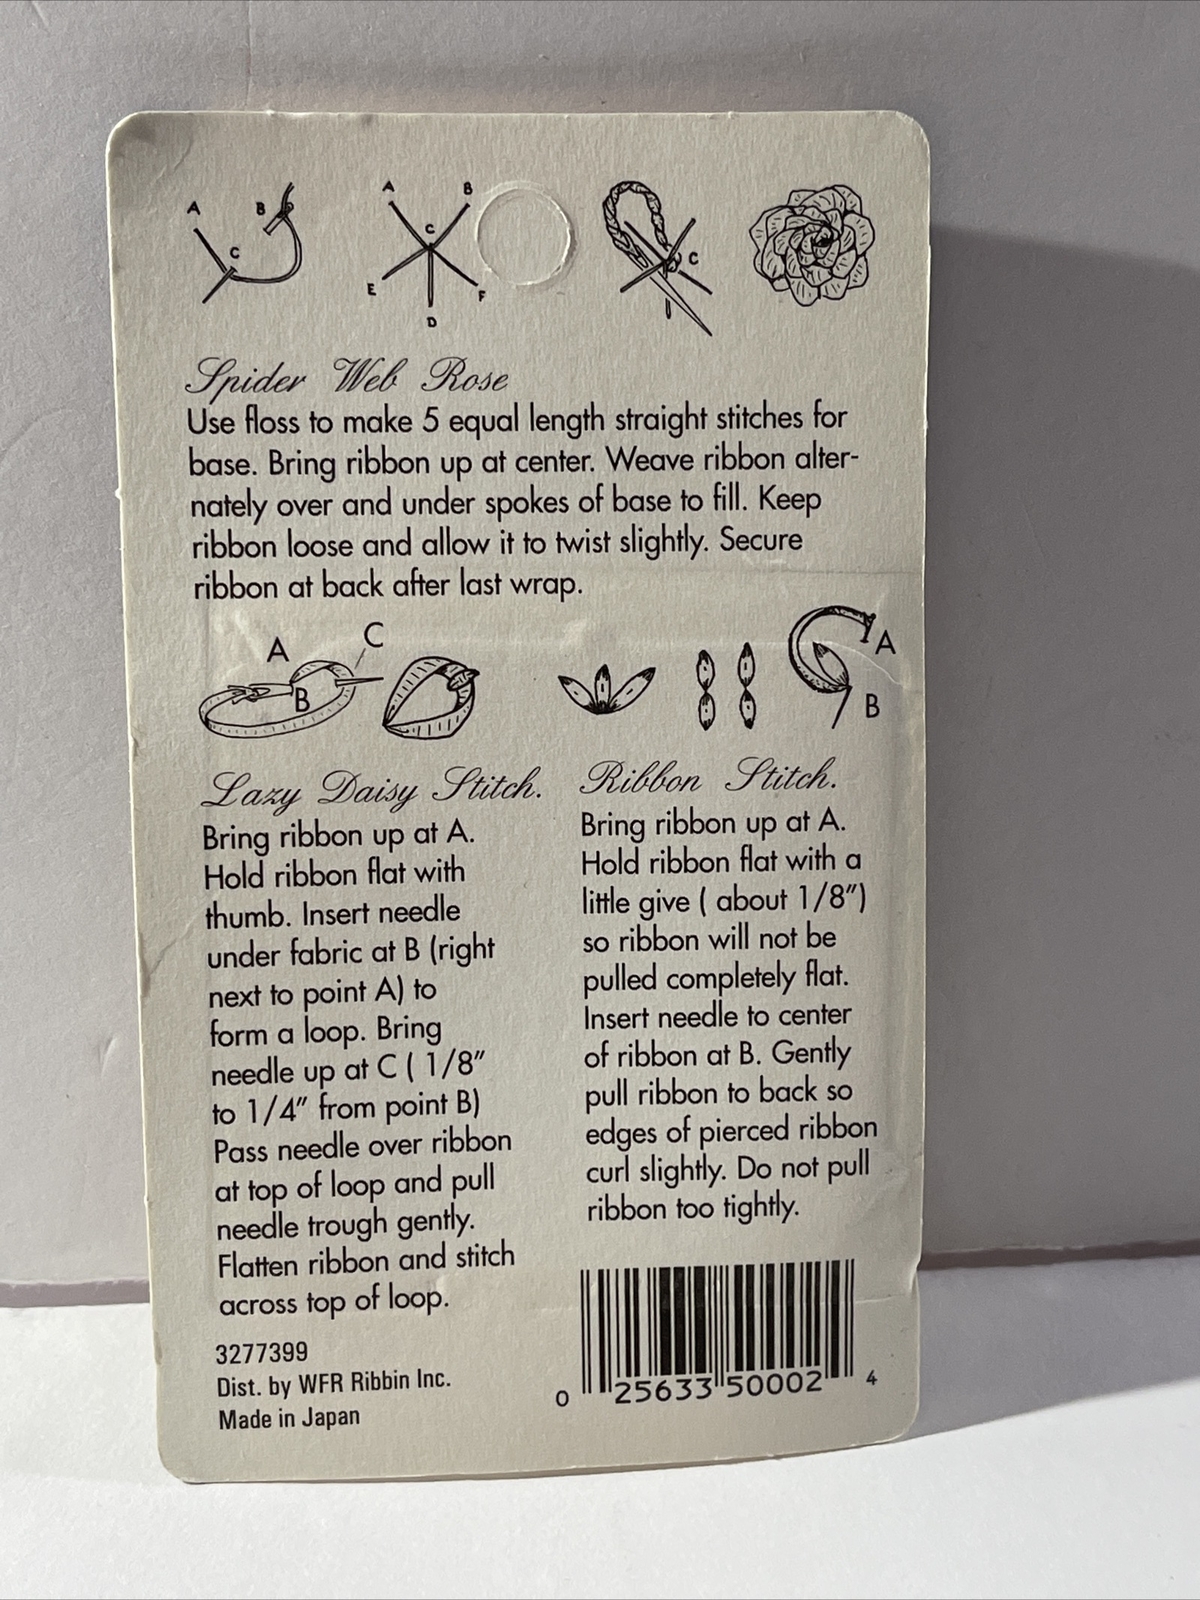 A B C
A B C E F D
C
Spider Web Rose
Use floss to make 5 equal length straight stitches for
base. Bring ribbon up at center. Weave ribbon alter-
nately over and under spokes of base to fill. Keep
ribbon loose and allow it to twist slightly. Secure
ribbon at back after last wrap.
A C B
A B
Lazy Daisy Stitch.
Bring ribbon up at A.
Hold ribbon flat with
thumb. Insert needle
under fabric at B (right
next to point A) to
form a loop. Bring
needle up at C ( 1/8"
to 1/4" from point B)
Pass needle over ribbon
at top of loop and pull
needle trough gently.
Flatten ribbon and stitch
across top of loop.
Ribbon Stitch.
Bring ribbon up at A.
Hold ribbon flat with a
little give ( about 1/8")
so ribbon will not be
pulled completely flat.
Insert needle to center
of ribbon at B. Gently
pull ribbon to back so
edges of pierced ribbon
curl slightly. Do not pull
ribbon too tightly.
3277399
Dist. by WFR Ribbin Inc.
Made in Japan
0 25633 50002 4